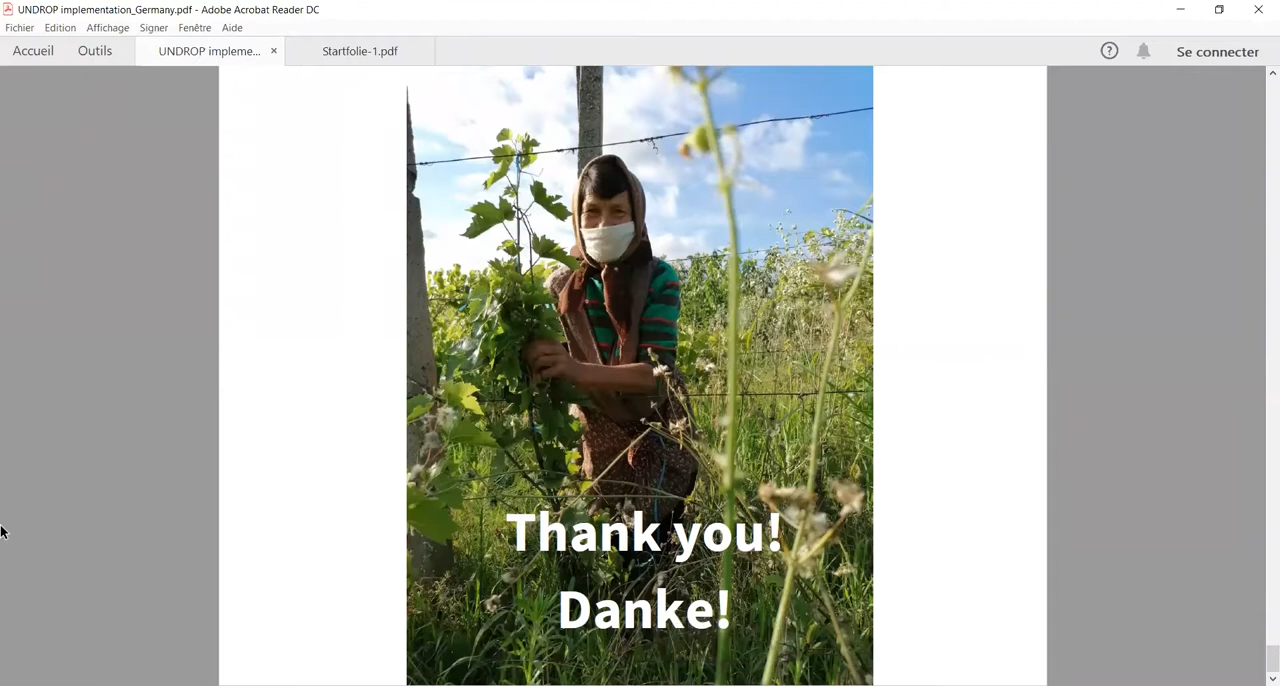 UNDROP implementation_Germany.pdf - Adobe Acrobat Reader DC
Fichier Edition Affichage Signer Fenêtre Aide
Accueil Outils UNDROP impleme... × Startfolie-1.pdf ? Se connecter
Thank you!
Danke!